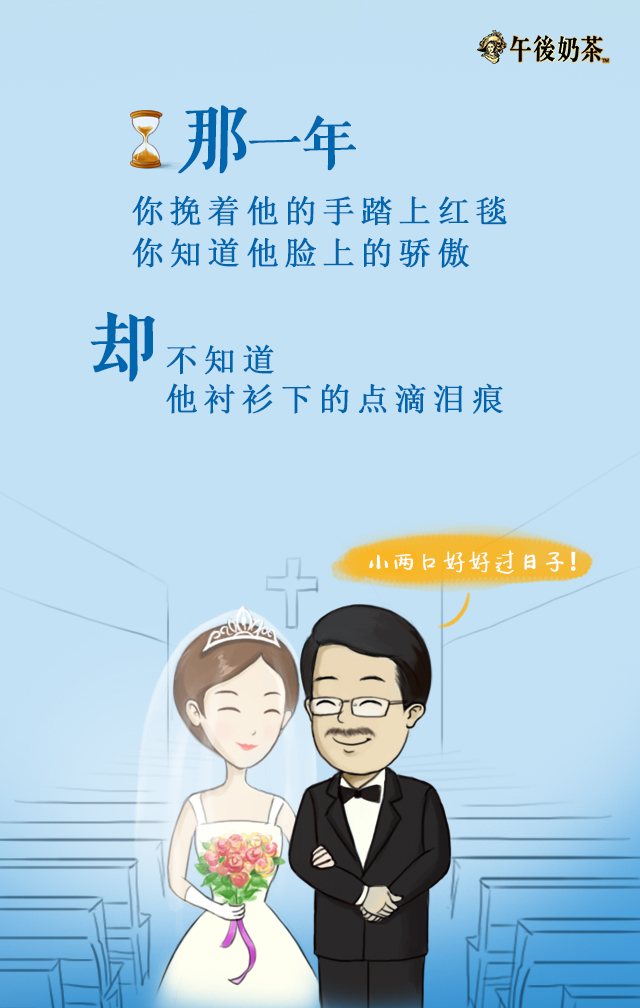 午後奶茶™
那一年
你挽着他的手踏上红毯
你知道他脸上的骄傲
却不知道
他衬衫下的点滴泪痕
小两口好好过日子!